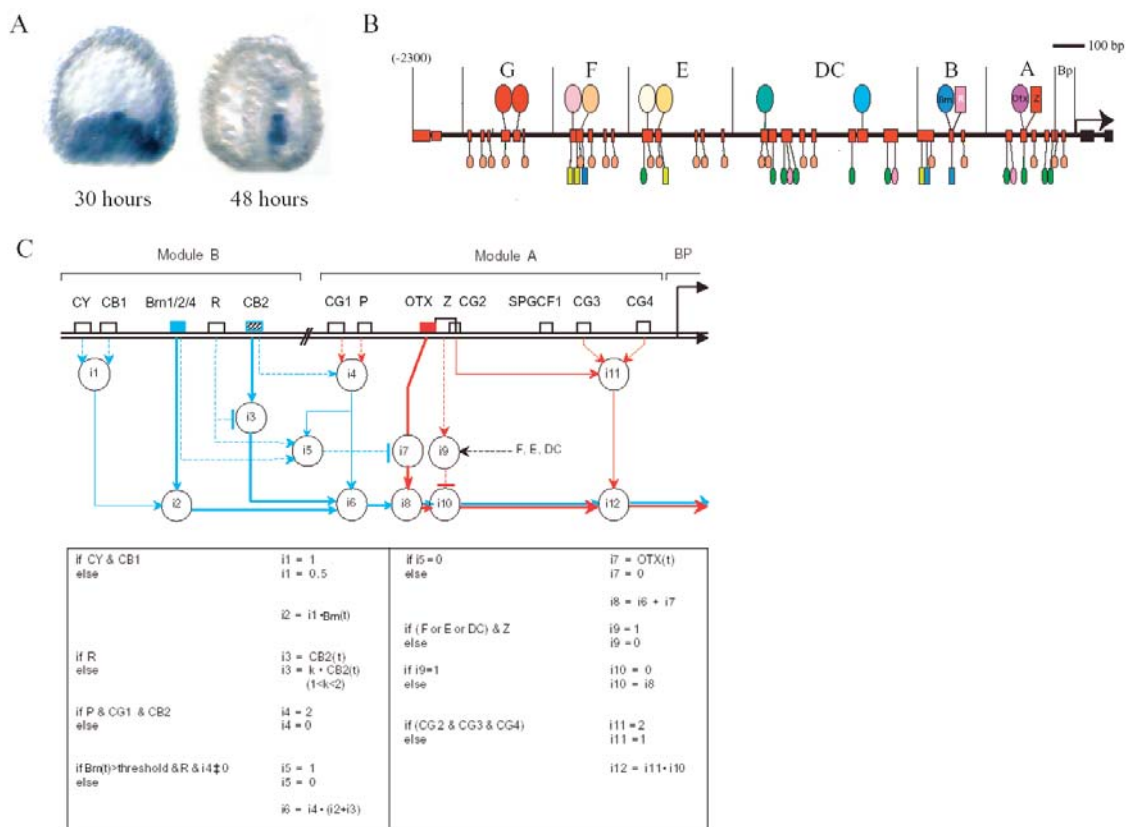 A
30 hours
48 hours
B
100 bp
(-2300)
G F E DC B A Bp
Brn R Otx Z
C
Module B Module A BP
CY CB1 Brn1/2/4 R CB2 CG1 P OTX Z CG2 SPGCF1 CG3 CG4
i1 i4 i11
i3
i5 i7 i9 F, E, DC
i2 i6 i8 i10 i12
if CY & CB1 i1 = 1
else i1 = 0.5
i2 = i1•Brn(t)
if R i3 = CB2(t)
else i3 = k • CB2(t)
(1<k<2)
if P & CG1 & CB2 i4 = 2
else i4 = 0
if Brn(t)>threshold & R & i4‡0 i5 = 1
else i5 = 0
i6 = i4 • (i2+i3)
if i5=0 i7 = OTX(t)
else i7 = 0
i8 = i6 + i7
if (F or E or DC) & Z i9 = 1
else i9 = 0
if i9=1 i10 = 0
else i10 = i8
if (CG2 & CG3 & CG4) i11 = 2
else i11 = 1
i12 = i11• i10